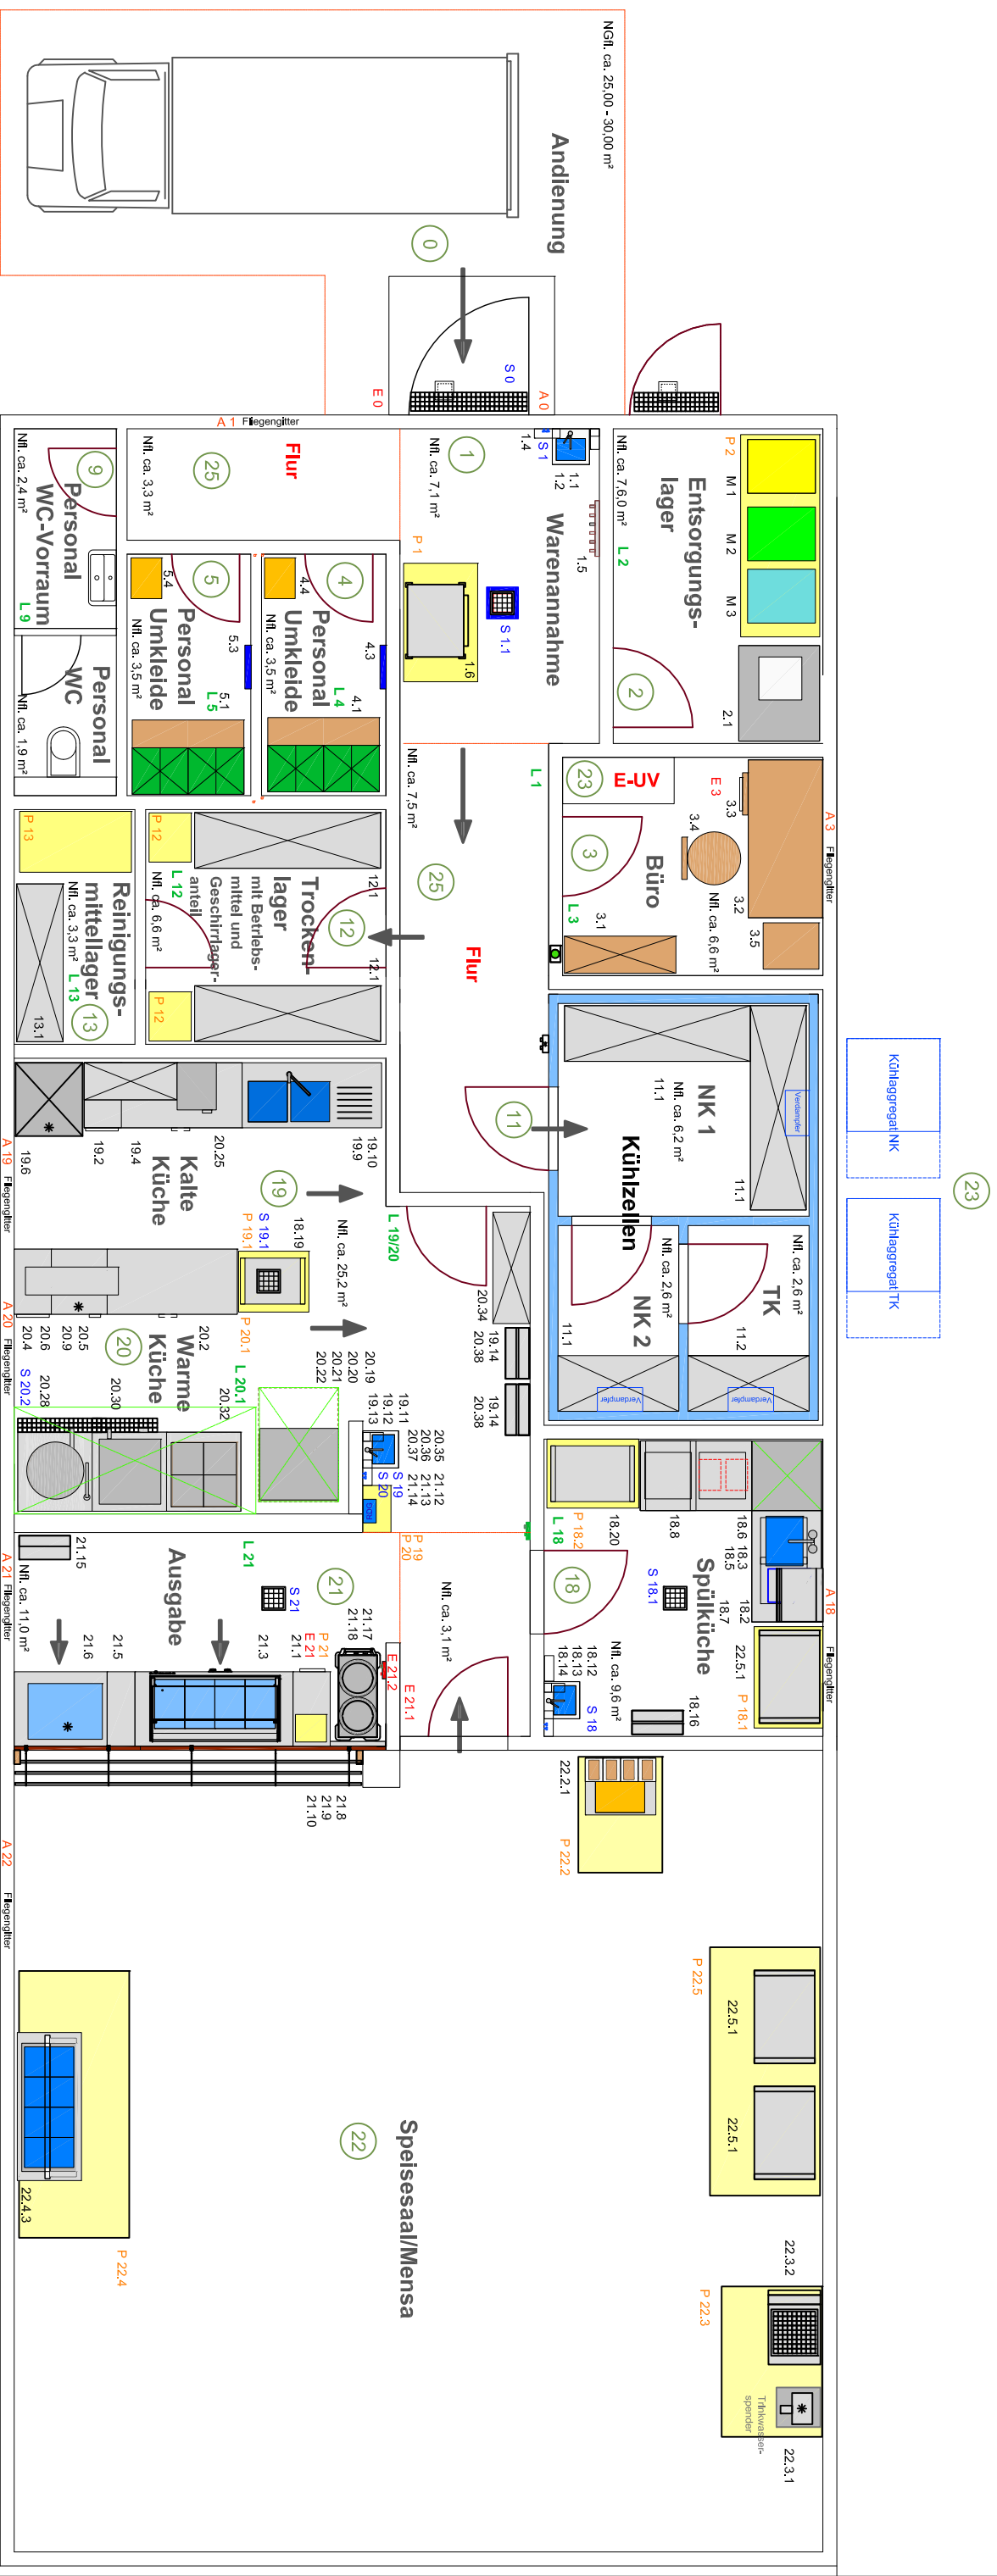 NGfl. ca. 25,00 - 30,00 m²
Andienung
0
S 0
A 0
E 0
A 1 Fliegengitter
Entsorgungs-
lager
Nfl. ca. 7,6,0 m²
P 2
M 1
M 2
M 3
L 2
2
2.1
Warenannahme
Nfl. ca. 7,1 m²
1
1.4
S 1
1.2
1.1
1.5
P 1
S 1.1
1.6
Flur
25
Nfl. ca. 3,3 m²
Personal
Umkleide
Nfl. ca. 3,5 m²
4
4.4
4.3
L 4
4.1
Personal
Umkleide
Nfl. ca. 3,5 m²
5
5.4
5.3
L 5
5.1
Personal
WC-Vorraum
Nfl. ca. 2,4 m²
9
L 9
Personal
WC
Nfl. ca. 1,9 m²
Nfl. ca. 7,5 m²
L 1
25
Flur
E-UV
23
Büro
Nfl. ca. 6,6 m²
3
E 3
3.3
3.4
3.2
3.5
3.1
L 3
A 3 Fliegengitter
Trocken-
lager
mit Betriebs-
mittel und
Geschirrlager-
anteil
Nfl. ca. 6,6 m²
12
12.1
12.1
P 12
L 12
P 12
Reinigungs-
mittellager
Nfl. ca. 3,3 m²
P 13
L 13
13
13.1
Kühlaggregat NK
23
Kühlaggregat TK
NK 1
Nfl. ca. 6,2 m²
11.1
11.1
Verdampfer
11
Kühlzellen
NK 2
Nfl. ca. 2,6 m²
11.1
Verdampfer
TK
Nfl. ca. 2,6 m²
11.2
Verdampfer
Kalte
Küche
19
19.6
19.2
19.4
20.25
19.9
19.10
A 19 Fliegengitter
L 19/20
Nfl. ca. 25,2 m²
18.19
S 19.1
P 19.1
P 20.1
Warme
Küche
20
20.2
20.5
20.9
20.6
20.4
A 20 Fliegengitter
S 20.2
20.28
20.30
20.32
L 20.1
20.19
20.20
20.21
20.22
20.34
19.14
20.38
19.14
20.38
19.11
19.12
19.13
20.35
20.36
20.37
21.12
21.13
21.14
S 19
S 20
P 19
P 20
Spülküche
Nfl. ca. 9,6 m²
18
L 18
P 18.2
18.20
18.8
18.6
18.3
18.5
18.2
18.7
S 18.1
22.5.1
P 18.1
18.16
18.12
18.13
18.14
S 18
A 18 Fliegengitter
Nfl. ca. 3,1 m²
Ausgabe
Nfl. ca. 11,0 m²
21
L 21
S 21
21.15
A 21 Fliegengitter
21.6
21.5
21.3
21.1
E 21
P 21
21.17
21.18
E 21.2
E 21.1
21.8
21.9
21.10
22.2.1
P 22.2
A 22 Fliegengitter
Speisesaal/Mensa
22
P 22.5
22.5.1
22.5.1
22.4.3
P 22.4
22.3.2
P 22.3
Trinkwasser-
spender
22.3.1